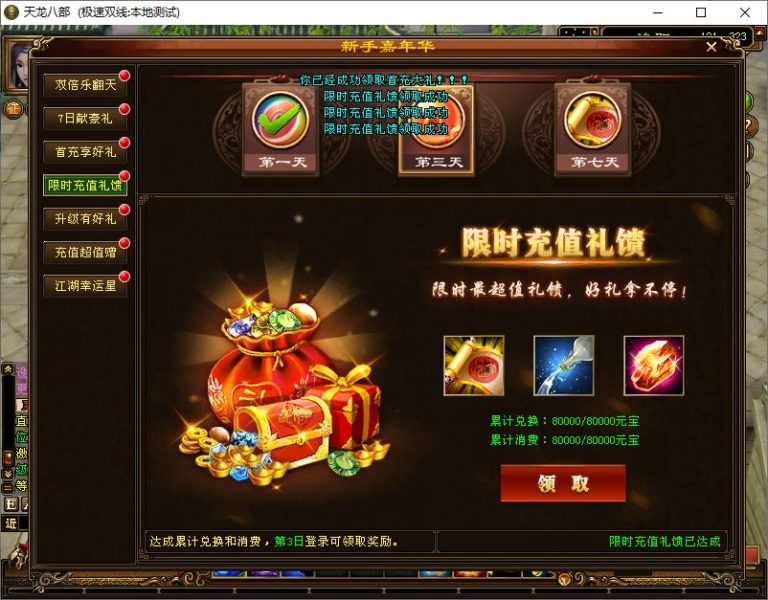 天龙八部 (极速双线:本地测试)
新手嘉年华
双倍乐翻天
7日献豪礼
首充享好礼
限时充值礼馈
升级有好礼
充值超值赠
江湖幸运星
你已经成功领取首充大礼！！！
限时充值礼馈领取成功
限时充值礼馈领取成功
限时充值礼馈领取成功
第一天
第三天
第七天
限时充值礼馈
限时最超值礼馈，好礼拿不停！
累计兑换：80000/80000元宝
累计消费：80000/80000元宝
领 取
达成累计兑换和消费，第3日登录可领取奖励。
限时充值礼馈已达成
近